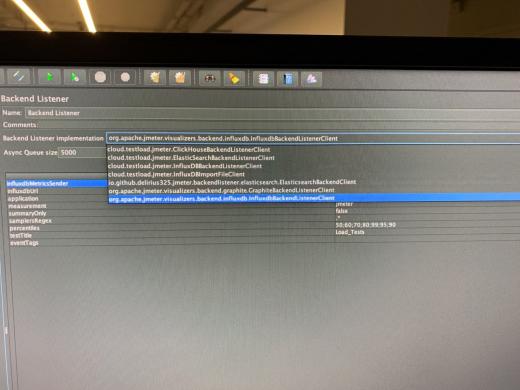 Backend Listener
Name: Backend Listener
Comments:
Backend Listener implementation org.apache.jmeter.visualizers.backend.influxdb.InfluxdbBackendListenerClient
Async Queue size 5000
cloud.testload.jmeter.ClickHouseBackendListenerClient
cloud.testload.jmeter.ElasticSearchBackendListenerClient
cloud.testload.jmeter.InfluxDBBackendListenerClient
cloud.testload.jmeter.InfluxDBImportFileClient
io.github.delirius325.jmeter.backendlistener.elasticsearch.ElasticsearchBackendClient
org.apache.jmeter.visualizers.backend.graphite.GraphiteBackendListenerClient
org.apache.jmeter.visualizers.backend.influxdb.InfluxdbBackendListenerClient
influxdbMetricsSender
influxdbUrl
application
measurement jmeter
summaryOnly false
samplersRegex .*
percentiles 50;60;70;80;99;95;90
testTitle Load_Tests
eventTags